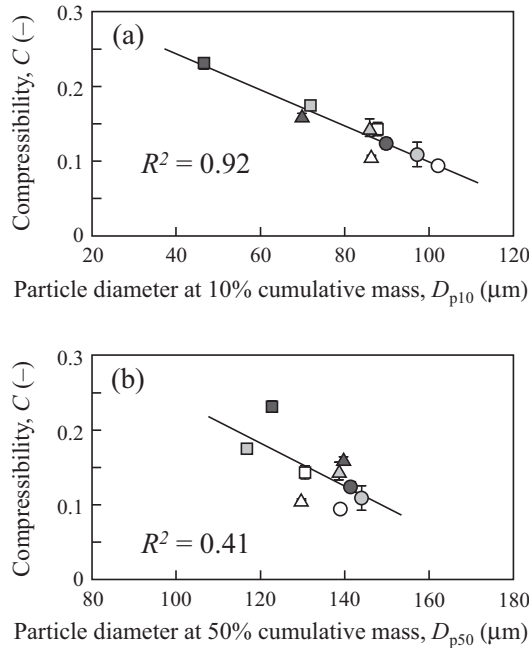 (a)
Compressibility, C (–)
0.3
0.2
0.1
0
R² = 0.92
20 40 60 80 100 120
Particle diameter at 10% cumulative mass, Dp10 (μm)
(b)
Compressibility, C (–)
0.3
0.2
0.1
0
R² = 0.41
80 100 120 140 160 180
Particle diameter at 50% cumulative mass, Dp50 (μm)